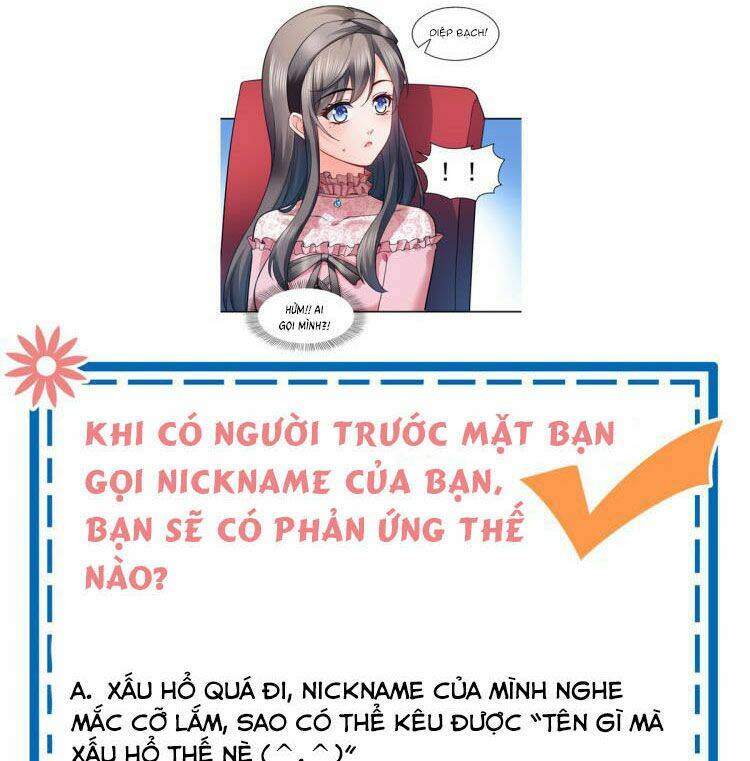 DIỆP BẠCH!
! !
HỬM!! AI
GỌI MÌNH?!
KHI CÓ NGƯỜI TRƯỚC MẶT BẠN
GỌI NICKNAME CỦA BẠN,
BẠN SẼ CÓ PHẢN ỨNG THẾ
NÀO?
A. XẤU HỔ QUÁ ĐI, NICKNAME CỦA MÌNH NGHE
MẮC CỠ LẮM, SAO CÓ THỂ KÊU ĐƯỢC "TÊN GÌ MÀ
XẤU HỔ THẾ NÈ (^.^)"